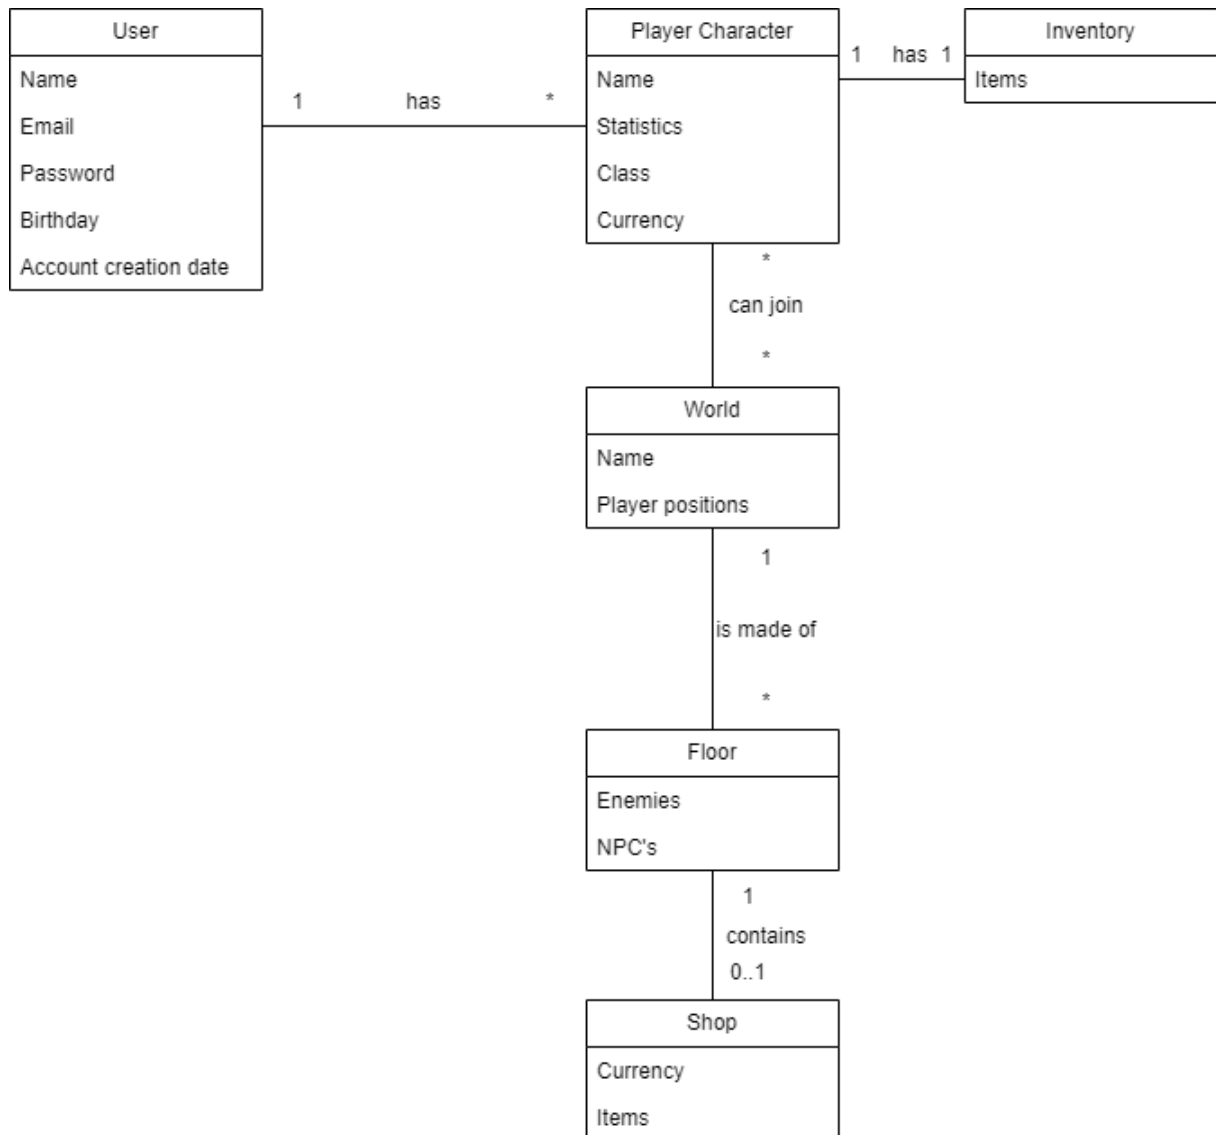 User
Name
Email
Password
Birthday
Account creation date
1 has *
Player Character
Name
Statistics
Class
Currency
1 has 1
Inventory
Items
*
can join
*
World
Name
Player positions
1
is made of
*
Floor
Enemies
NPC's
1
contains
0..1
Shop
Currency
Items